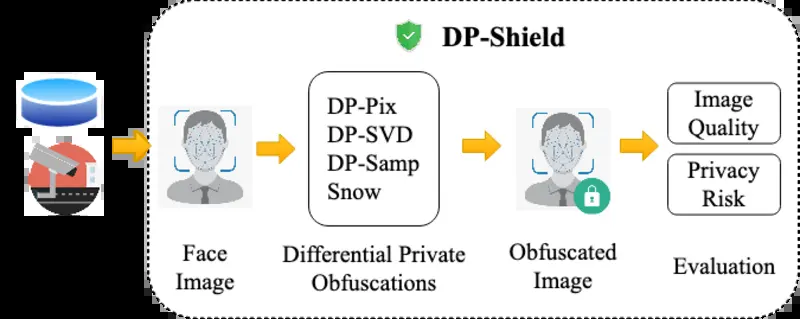 DP-Shield
DP-Pix
DP-SVD
DP-Samp
Snow
Image
Quality
Privacy
Risk
Face
Image
Differential Private
Obfuscations
Obfuscated
Image
Evaluation